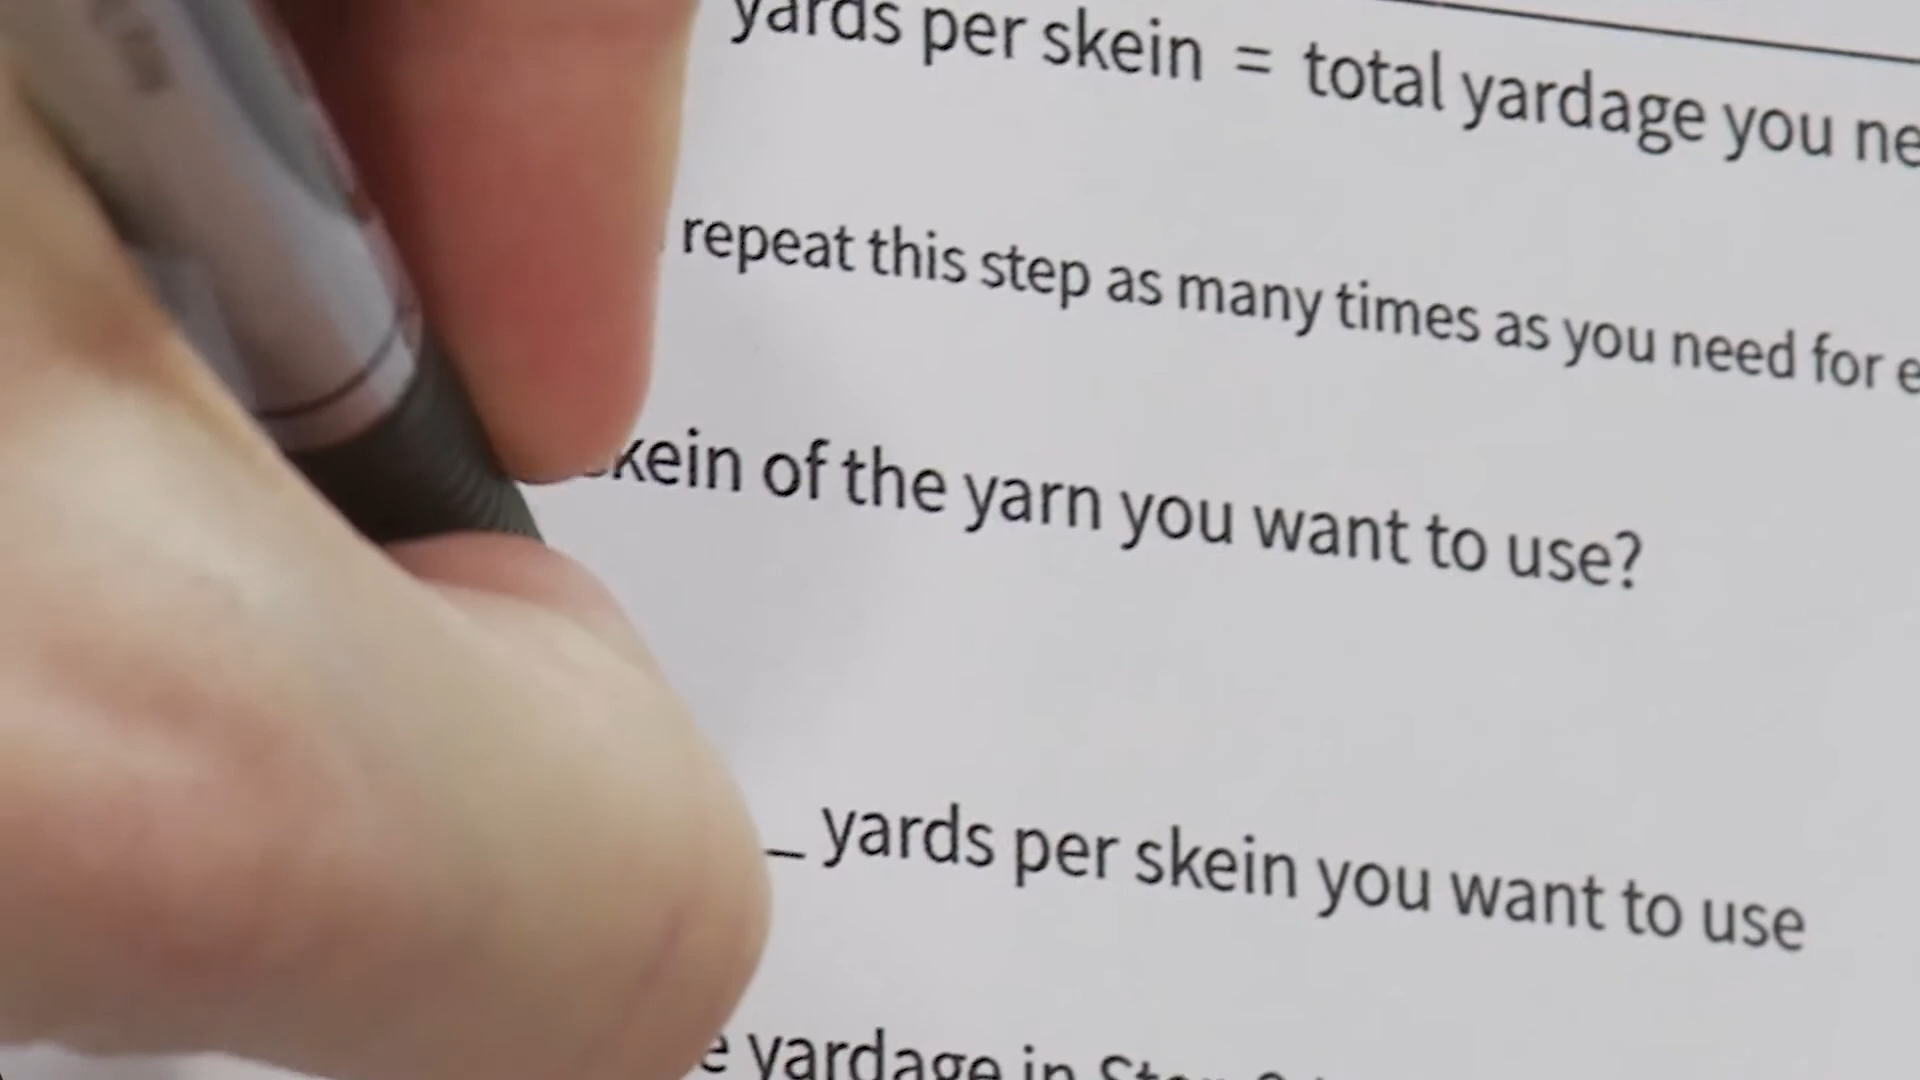 yards per skein = total yardage you ne
repeat this step as many times as you need for e
kein of the yarn you want to use?
_ yards per skein you want to use
e yardage in